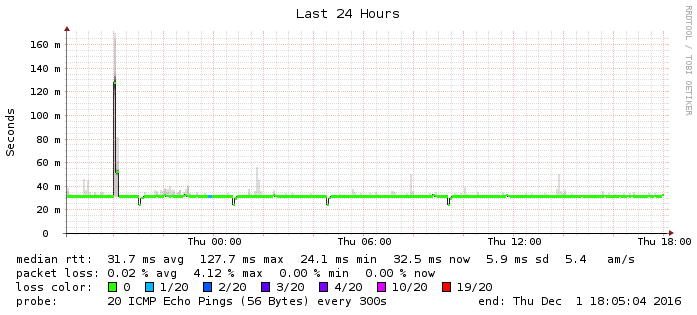 Last 24 Hours
RRDTOOL / TOBI OETIKER
Seconds
160 m
140 m
120 m
100 m
80 m
60 m
40 m
20 m
0
Thu 00:00 Thu 06:00 Thu 12:00 Thu 18:00
median rtt: 31.7 ms avg 127.7 ms max 24.1 ms min 32.5 ms now 5.9 ms sd 5.4 am/s
packet loss: 0.02 % avg 4.12 % max 0.00 % min 0.00 % now
loss color: 0 1/20 2/20 3/20 4/20 10/20 19/20
probe: 20 ICMP Echo Pings (56 Bytes) every 300s end: Thu Dec 1 18:05:04 2016